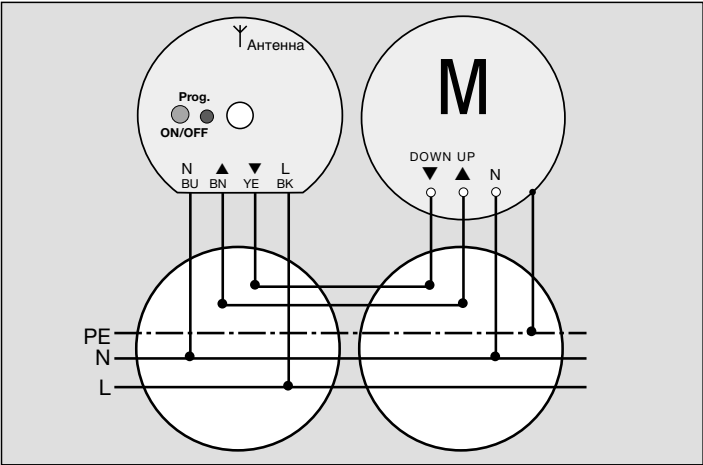 Антенна
Prog.
ON/OFF
N ▲ ▼ L
BU BN YE BK
M
DOWN UP
▼ ▲ N
PE
N
L